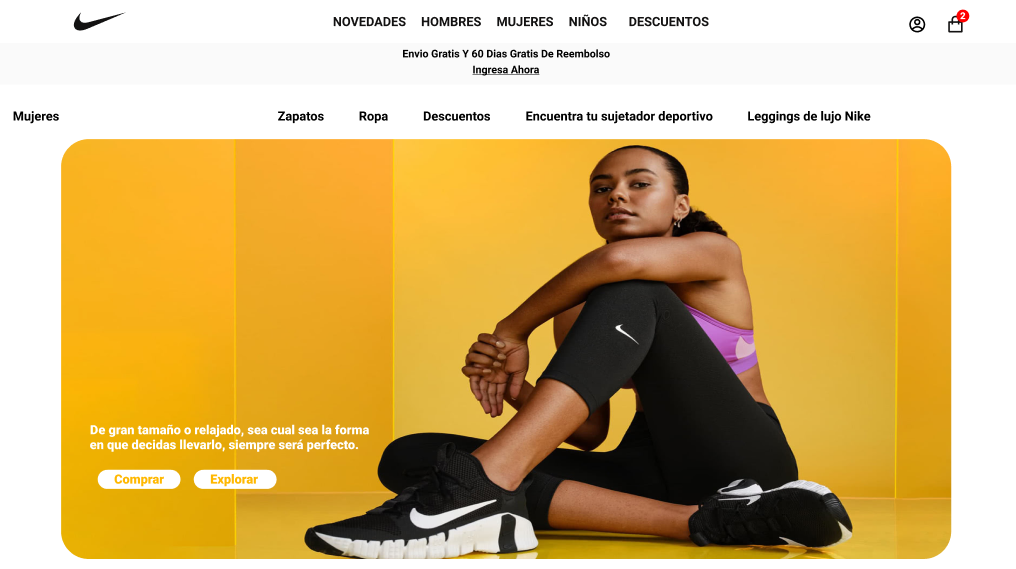 NOVEDADES HOMBRES MUJERES NIÑOS DESCUENTOS
2
Envio Gratis Y 60 Dias Gratis De Reembolso
Ingresa Ahora
Mujeres Zapatos Ropa Descuentos Encuentra tu sujetador deportivo Leggings de lujo Nike
De gran tamaño o relajado, sea cual sea la forma
en que decidas llevarlo, siempre será perfecto.
Comprar Explorar